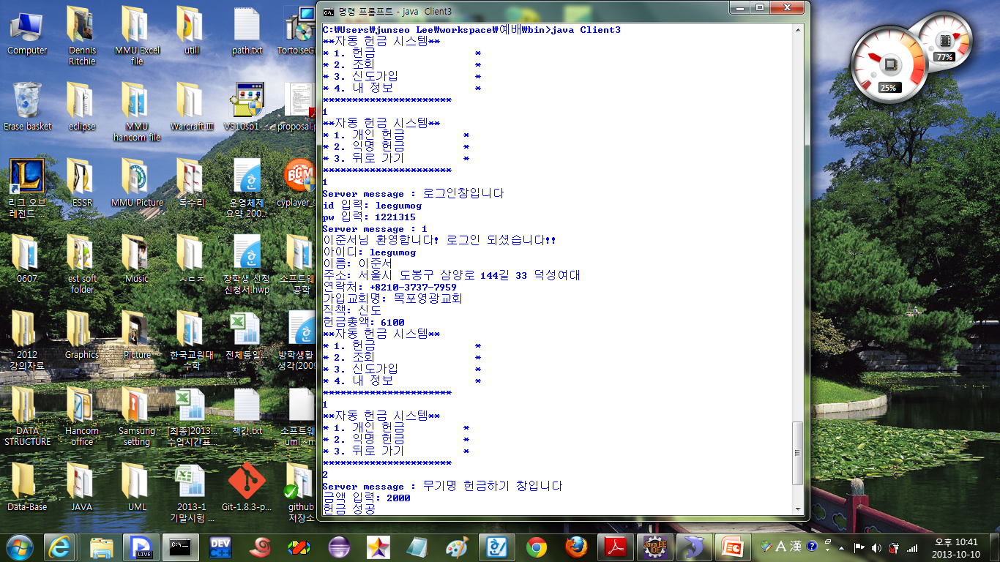 Computer
Dennis Ritchie
MMU Excel file
utill
path.txt
TortoiseGi
Erase basket
eclipse
MMU hancom file
Warcraft III
VS10sp1-...
proposal.p
리그 오브 레전드 ...
ESSR
MMU Picture
독수리
운영체제 요약 200...
cyplayer_s
0607
est soft folder
Music
ㅅㄷㅈ
장학생 선정 신청서.hwp
소프트웨 공학
2012 강의자료
Graphics
Picture
한국교원대 수학
전체동일...
방학생활 생각(200
DATA STRUCTURE
Hancom office
Samsung setting
[최종]2013... 수업시간표...
책값.txt
소프트웨 uml ~m
Data-Base
JAVA
UML
2013-1 기말시험 ...
Git-1.8.3-p...
github 저장소
명령 프롬프트 - java Client3
C:\Users\junseo Lee\workspace\예배\bin>java Client3
**자동 헌금 시스템**
* 1. 헌금 *
* 2. 조회 *
* 3. 신도가입 *
* 4. 내 정보 *
**********************
1
**자동 헌금 시스템**
* 1. 개인 헌금 *
* 2. 익명 헌금 *
* 3. 뒤로 가기 *
**********************
1
Server message : 로그인창입니다
id 입력: leegumog
pw 입력: 1221315
Server message : 1
이준서님 환영합니다! 로그인 되셨습니다!!
아이디: leegumog
이름: 이준서
주소: 서울시 도봉구 삼양로 144길 33 덕성여대
연락처: +8210-3737-7959
가입교회명: 목포영광교회
직책: 신도
헌금총액: 6100
**자동 헌금 시스템**
* 1. 헌금 *
* 2. 조회 *
* 3. 신도가입 *
* 4. 내 정보 *
**********************
1
**자동 헌금 시스템**
* 1. 개인 헌금 *
* 2. 익명 헌금 *
* 3. 뒤로 가기 *
**********************
2
Server message : 무기명 헌금하기 창입니다
금액 입력: 2000
헌금 성공
77%
25%
LIVE
DEV
Java EE IDE
A 漢
오후 10:41
2013-10-10